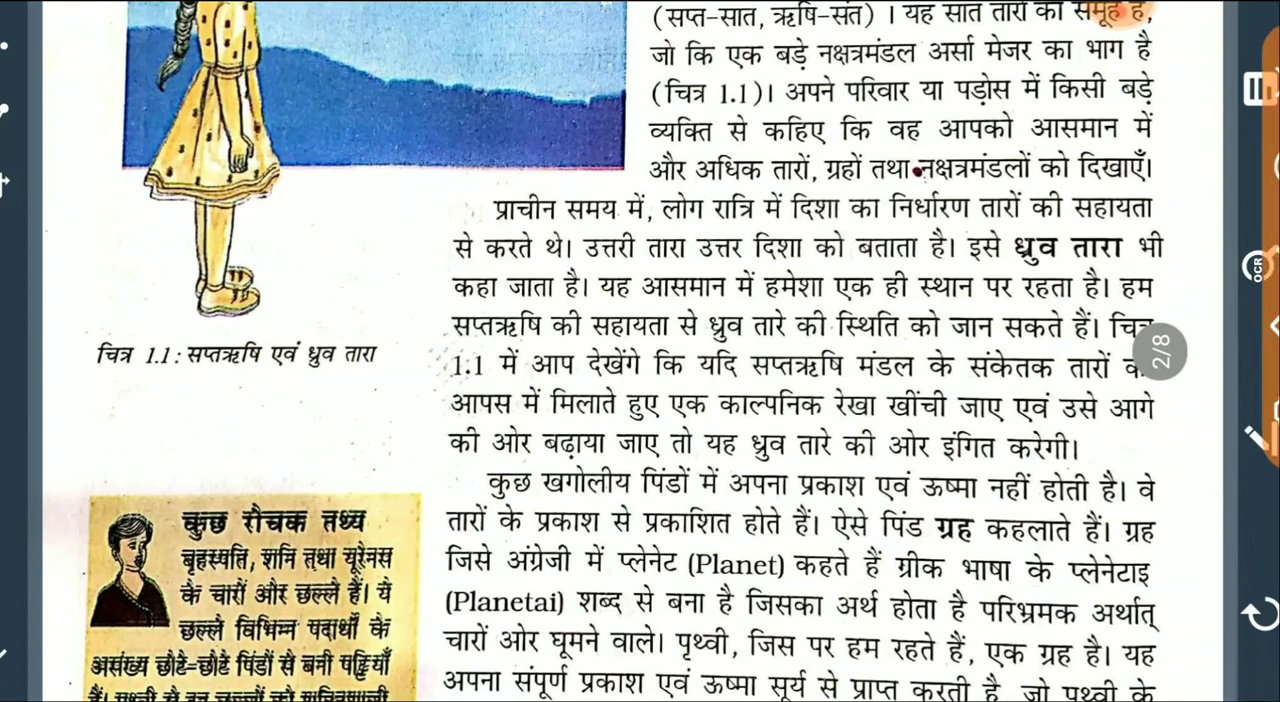 (सप्त-सात, ऋषि-संत) । यह सात तारों का समूह है,
जो कि एक बड़े नक्षत्रमंडल अर्सा मेजर का भाग है
(चित्र 1.1)। अपने परिवार या पड़ोस में किसी बड़े
व्यक्ति से कहिए कि वह आपको आसमान में
और अधिक तारों, ग्रहों तथा नक्षत्रमंडलों को दिखाएँ।
प्राचीन समय में, लोग रात्रि में दिशा का निर्धारण तारों की सहायता
से करते थे। उत्तरी तारा उत्तर दिशा को बताता है। इसे ध्रुव तारा भी
कहा जाता है। यह आसमान में हमेशा एक ही स्थान पर रहता है। हम
सप्तऋषि की सहायता से ध्रुव तारे की स्थिति को जान सकते हैं। चित्र
1.1 में आप देखेंगे कि यदि सप्तऋषि मंडल के संकेतक तारों
आपस में मिलाते हुए एक काल्पनिक रेखा खींची जाए एवं उसे आगे
की ओर बढ़ाया जाए तो यह ध्रुव तारे की ओर इंगित करेगी।
कुछ खगोलीय पिंडों में अपना प्रकाश एवं ऊष्मा नहीं होती है। वे
तारों के प्रकाश से प्रकाशित होते हैं। ऐसे पिंड ग्रह कहलाते हैं। ग्रह
जिसे अंग्रेजी में प्लेनेट (Planet) कहते हैं ग्रीक भाषा के प्लेनेटाइ
(Planetai) शब्द से बना है जिसका अर्थ होता है परिभ्रमक अर्थात्
चारों ओर घूमने वाले। पृथ्वी, जिस पर हम रहते हैं, एक ग्रह है। यह
अपना संपूर्ण प्रकाश एवं ऊष्मा सूर्य से प्राप्त करती है, जो पृथ्वी के
चित्र 1.1 : सप्तऋषि एवं ध्रुव तारा
कुछ रोचक तथ्य
बृहस्पति, शनि तथा यूरेनस
के चारों ओर छल्ले हैं। ये
छल्ले विभिन्न पदार्थों के
असंख्य छोटे-छोटे पिंडों से बनी पट्टियाँ
हैं। पृथ्वी से इन छल्लों को शक्तिशाली
2/8
OCR